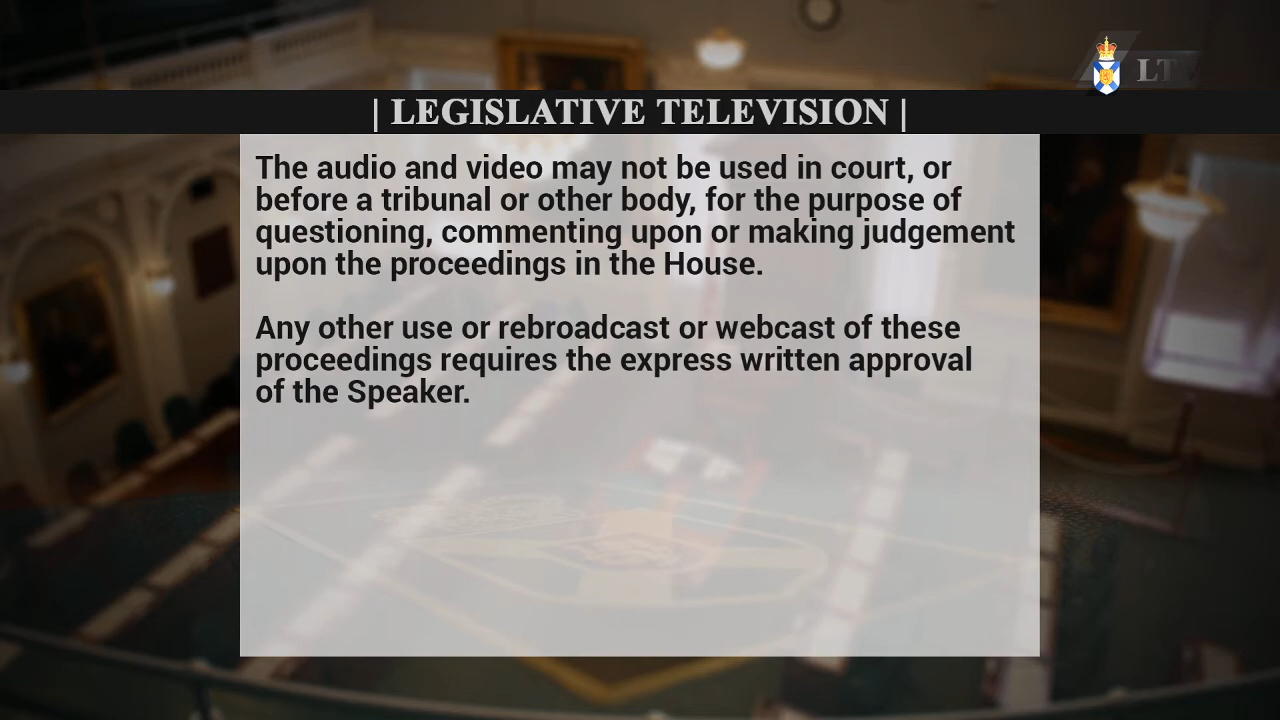 | LEGISLATIVE TELEVISION |
The audio and video may not be used in court, or
before a tribunal or other body, for the purpose of
questioning, commenting upon or making judgement
upon the proceedings in the House.
Any other use or rebroadcast or webcast of these
proceedings requires the express written approval
of the Speaker.